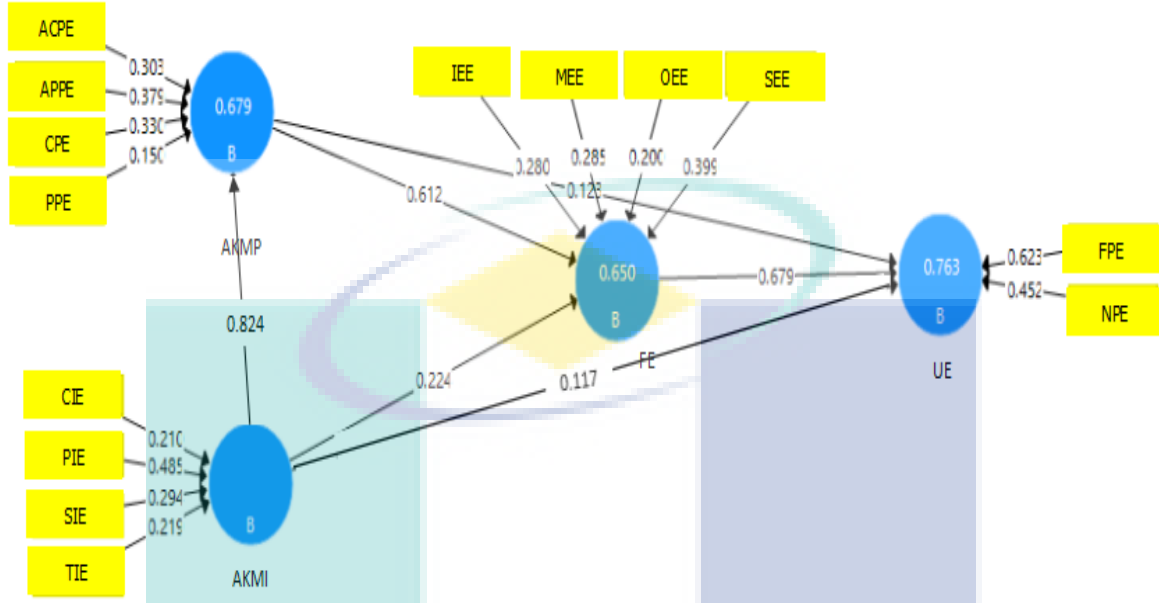 ACPE
APPE
CPE
PPE
0.303
0.379
0.330
0.150
0.679
B
AKMP
IEE
MEE
OEE
SEE
0.280
0.285
0.200
0.399
0.612
0.123
0.650
B
FE
0.679
0.763
B
UE
0.623
0.452
FPE
NPE
0.824
0.224
0.117
CIE
PIE
SIE
TIE
0.210
0.485
0.294
0.219
B
AKMI